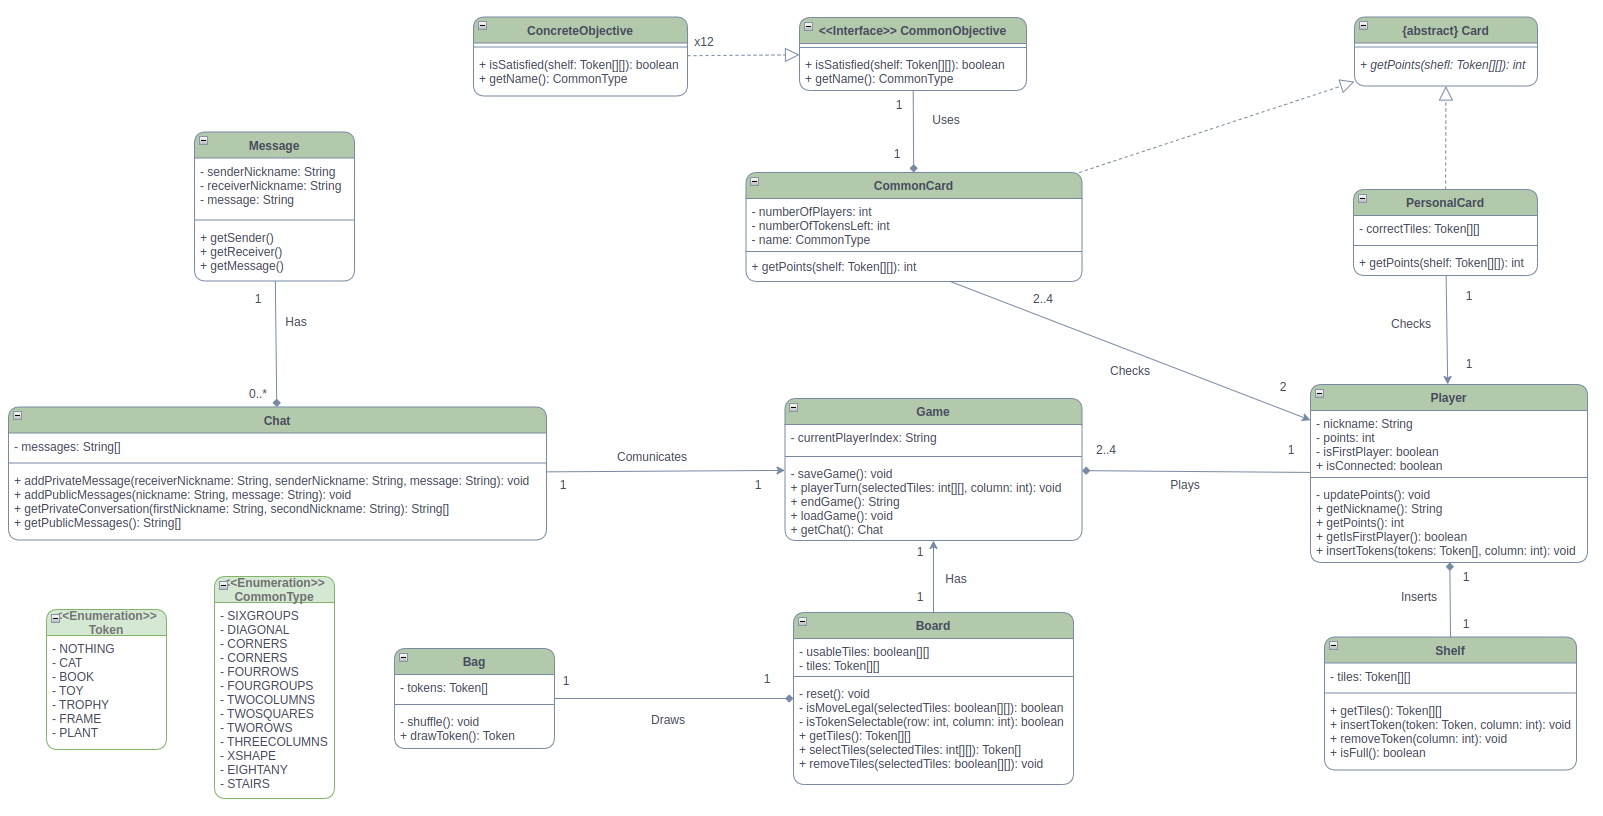 ConcreteObjective
+ isSatisfied(shelf: Token[][]): boolean
+ getName(): CommonType
x12
<<Interface>> CommonObjective
+ isSatisfied(shelf: Token[][]): boolean
+ getName(): CommonType
{abstract} Card
+ getPoints(shefl: Token[][]): int
1
Uses
1
Message
- senderNickname: String
- receiverNickname: String
- message: String
+ getSender()
+ getReceiver()
+ getMessage()
CommonCard
- numberOfPlayers: int
- numberOfTokensLeft: int
- name: CommonType
+ getPoints(shelf: Token[][]): int
PersonalCard
- correctTiles: Token[][]
+ getPoints(shelf: Token[][]): int
1
Has
0..*
2..4
Checks
2
1
Checks
1
Chat
- messages: String[]
+ addPrivateMessage(receiverNickname: String, senderNickname: String, message: String): void
+ addPublicMessages(nickname: String, message: String): void
+ getPrivateConversation(firstNickname: String, secondNickname: String): String[]
+ getPublicMessages(): String[]
Comunicates
1
1
Game
- currentPlayerIndex: String
- saveGame(): void
+ playerTurn(selectedTiles: int[][], column: int): void
+ endGame(): String
+ loadGame(): void
+ getChat(): Chat
2..4
1
Plays
Player
- nickname: String
- points: int
- isFirstPlayer: boolean
+ isConnected: boolean
- updatePoints(): void
+ getNickname(): String
+ getPoints(): int
+ getIsFirstPlayer(): boolean
+ insertTokens(tokens: Token[], column: int): void
1
Has
1
1
Inserts
1
<<Enumeration>>
Token
- NOTHING
- CAT
- BOOK
- TOY
- TROPHY
- FRAME
- PLANT
<<Enumeration>>
CommonType
- SIXGROUPS
- DIAGONAL
- CORNERS
- CORNERS
- FOURROWS
- FOURGROUPS
- TWOCOLUMNS
- TWOSQUARES
- TWOROWS
- THREECOLUMNS
- XSHAPE
- EIGHTANY
- STAIRS
Bag
- tokens: Token[]
- shuffle(): void
+ drawToken(): Token
1
1
Draws
Board
- usableTiles: boolean[][]
- tiles: Token[][]
- reset(): void
- isMoveLegal(selectedTiles: boolean[][]): boolean
- isTokenSelectable(row: int, column: int): boolean
+ getTiles(): Token[][]
+ selectTiles(selectedTiles: int[][]): Token[]
+ removeTiles(selectedTiles: boolean[][]): void
Shelf
- tiles: Token[][]
+ getTiles(): Token[][]
+ insertToken(token: Token, column: int): void
+ removeToken(column: int): void
+ isFull(): boolean